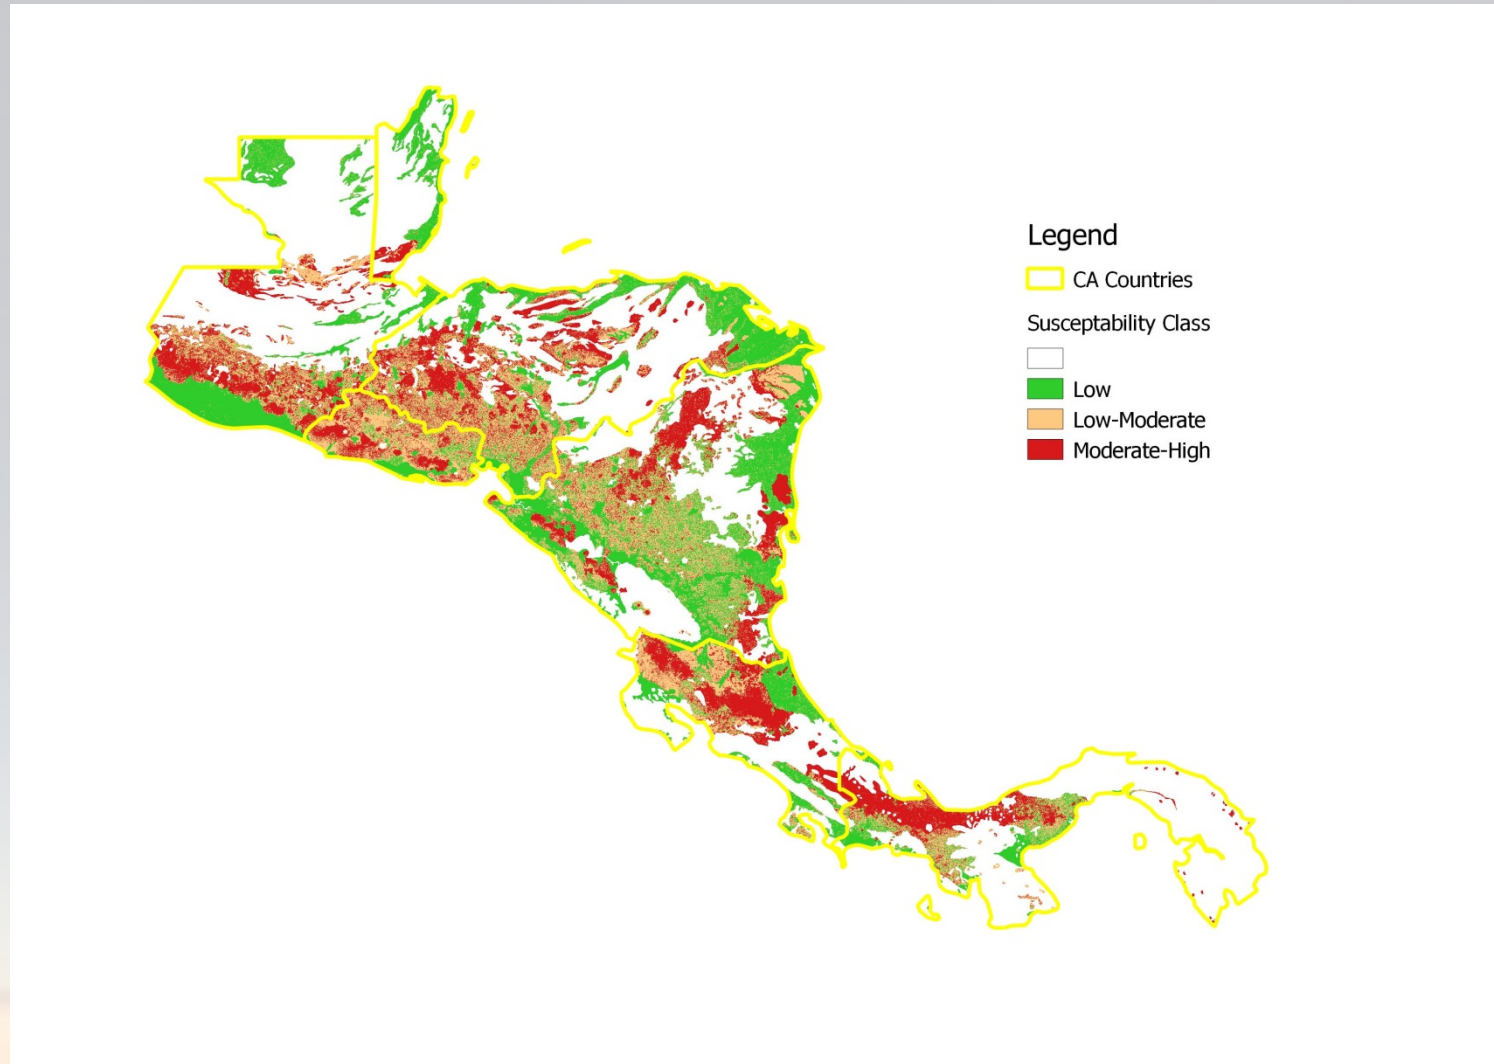 Legend
CA Countries
Susceptability Class
Low
Low-Moderate
Moderate-High